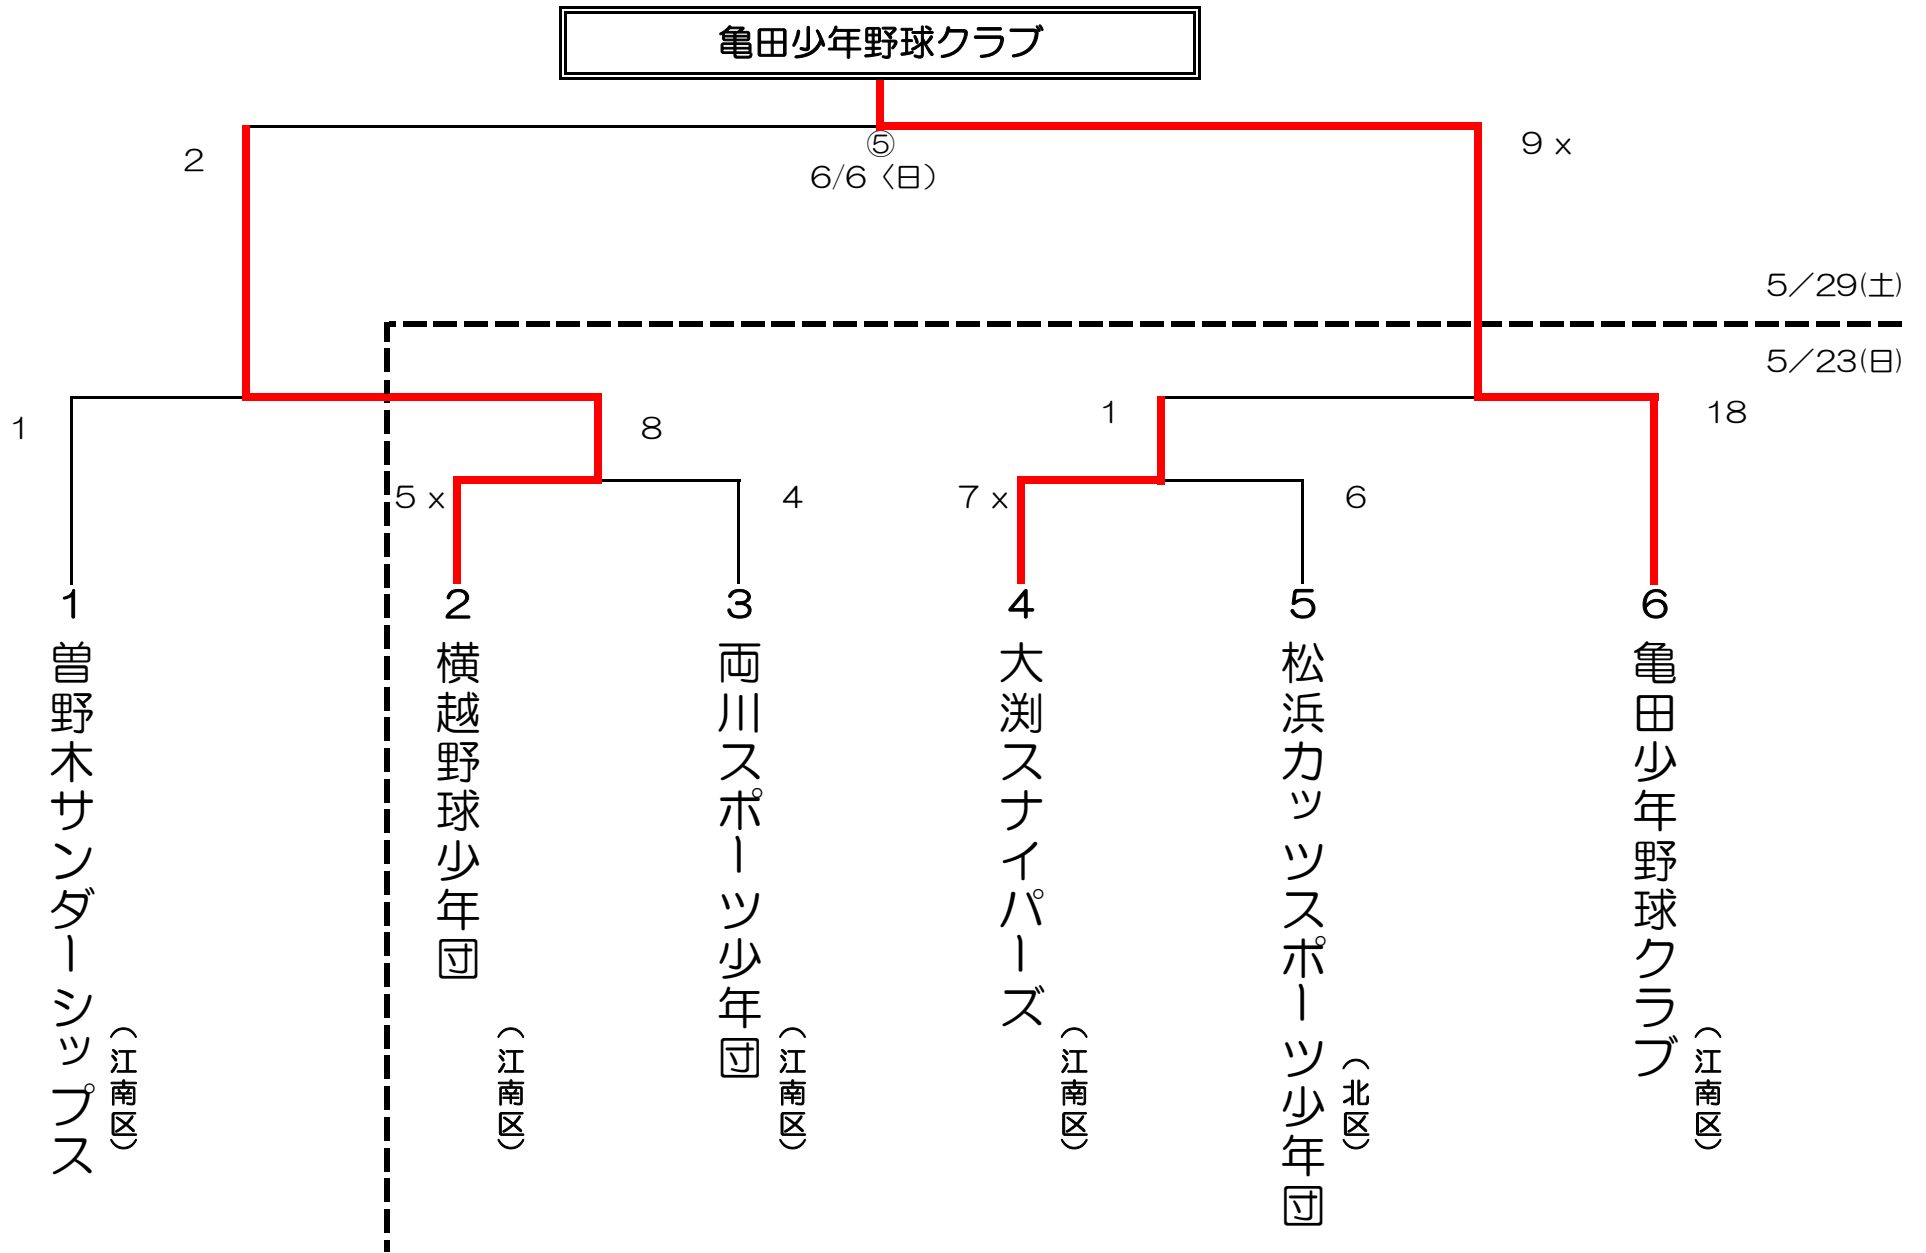 亀田少年野球クラブ
2
⑤
9 x
6/6〈日）
5／29(土)
5／23(日)
1
8
1
18
5 x
4
7 x
6
1
曽野木サンダーシップス
（江南区）
2
横越野球少年団
（江南区）
3
両川スポーツ少年団
（江南区）
4
大渕スナイパーズ
（江南区）
5
松浜カッツスポーツ少年団
（北区）
6
亀田少年野球クラブ
（江南区）